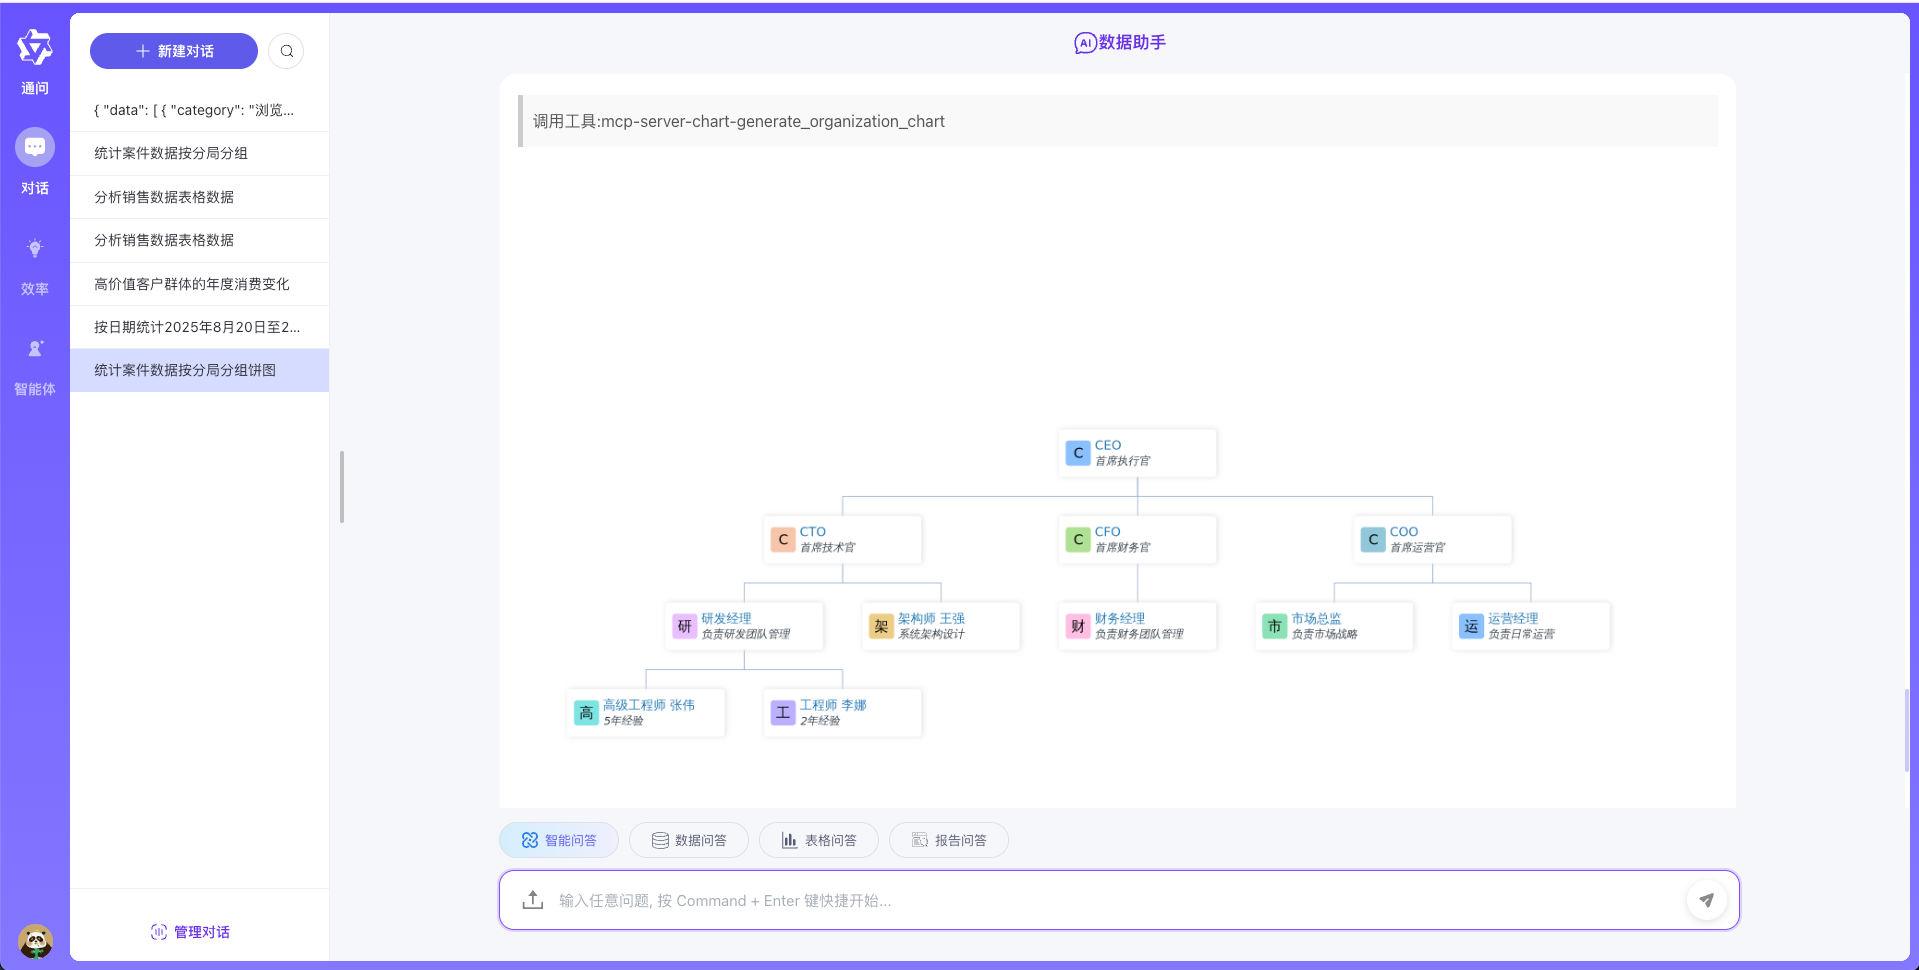 通问
对话
效率
智能体
新建对话
{ "data": [ { "category": "浏览...
统计案件数据按分局分组
分析销售数据表格数据
分析销售数据表格数据
高价值客户群体的年度消费变化
按日期统计2025年8月20日至2...
统计案件数据按分局分组饼图
管理对话
AI 数据助手
调用工具:mcp-server-chart-generate_organization_chart
C CEO
首席执行官
C CTO
首席技术官
C CFO
首席财务官
C COO
首席运营官
研 研发经理
负责研发团队管理
架 架构师 王强
系统架构设计
财 财务经理
负责财务团队管理
市 市场总监
负责市场战略
运 运营经理
负责日常运营
高 高级工程师 张伟
5年经验
工 工程师 李娜
2年经验
智能问答
数据问答
表格问答
报告问答
输入任意问题, 按 Command + Enter 键快捷开始...